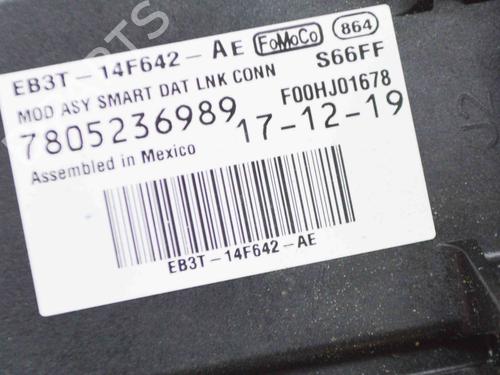 EB3T-14F642-AE FoMoCo 864
MOD ASY SMART DAT LNK CONN S66FF
7805236989 F00HJ01678
Assembled in Mexico 17-12-19
EB3T-14F642-AE